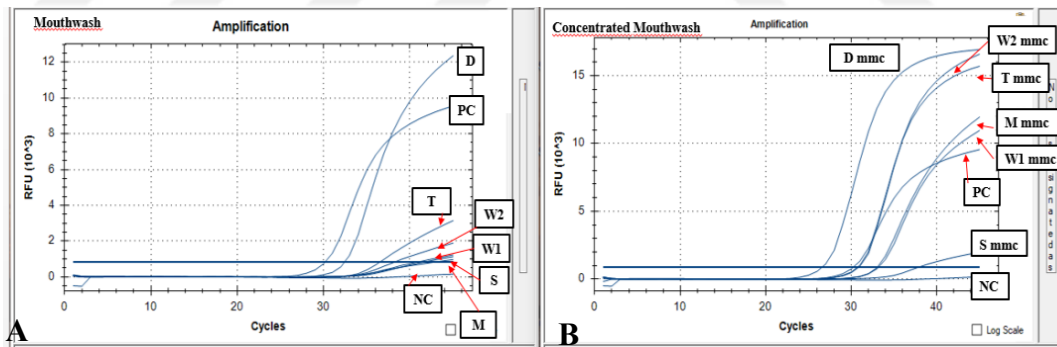 Mouthwash
Amplification
12
10
8
6
4
2
0
RFU (10^3)
0
10
20
30
40
Cycles
D
PC
T
W2
W1
S
NC
M
A
Concentrated Mouthwash
Amplification
15
10
5
0
RFU (10^3)
0
10
20
30
40
Cycles
D mmc
W2 mmc
T mmc
M mmc
W1 mmc
PC
S mmc
NC
B
Log Scale